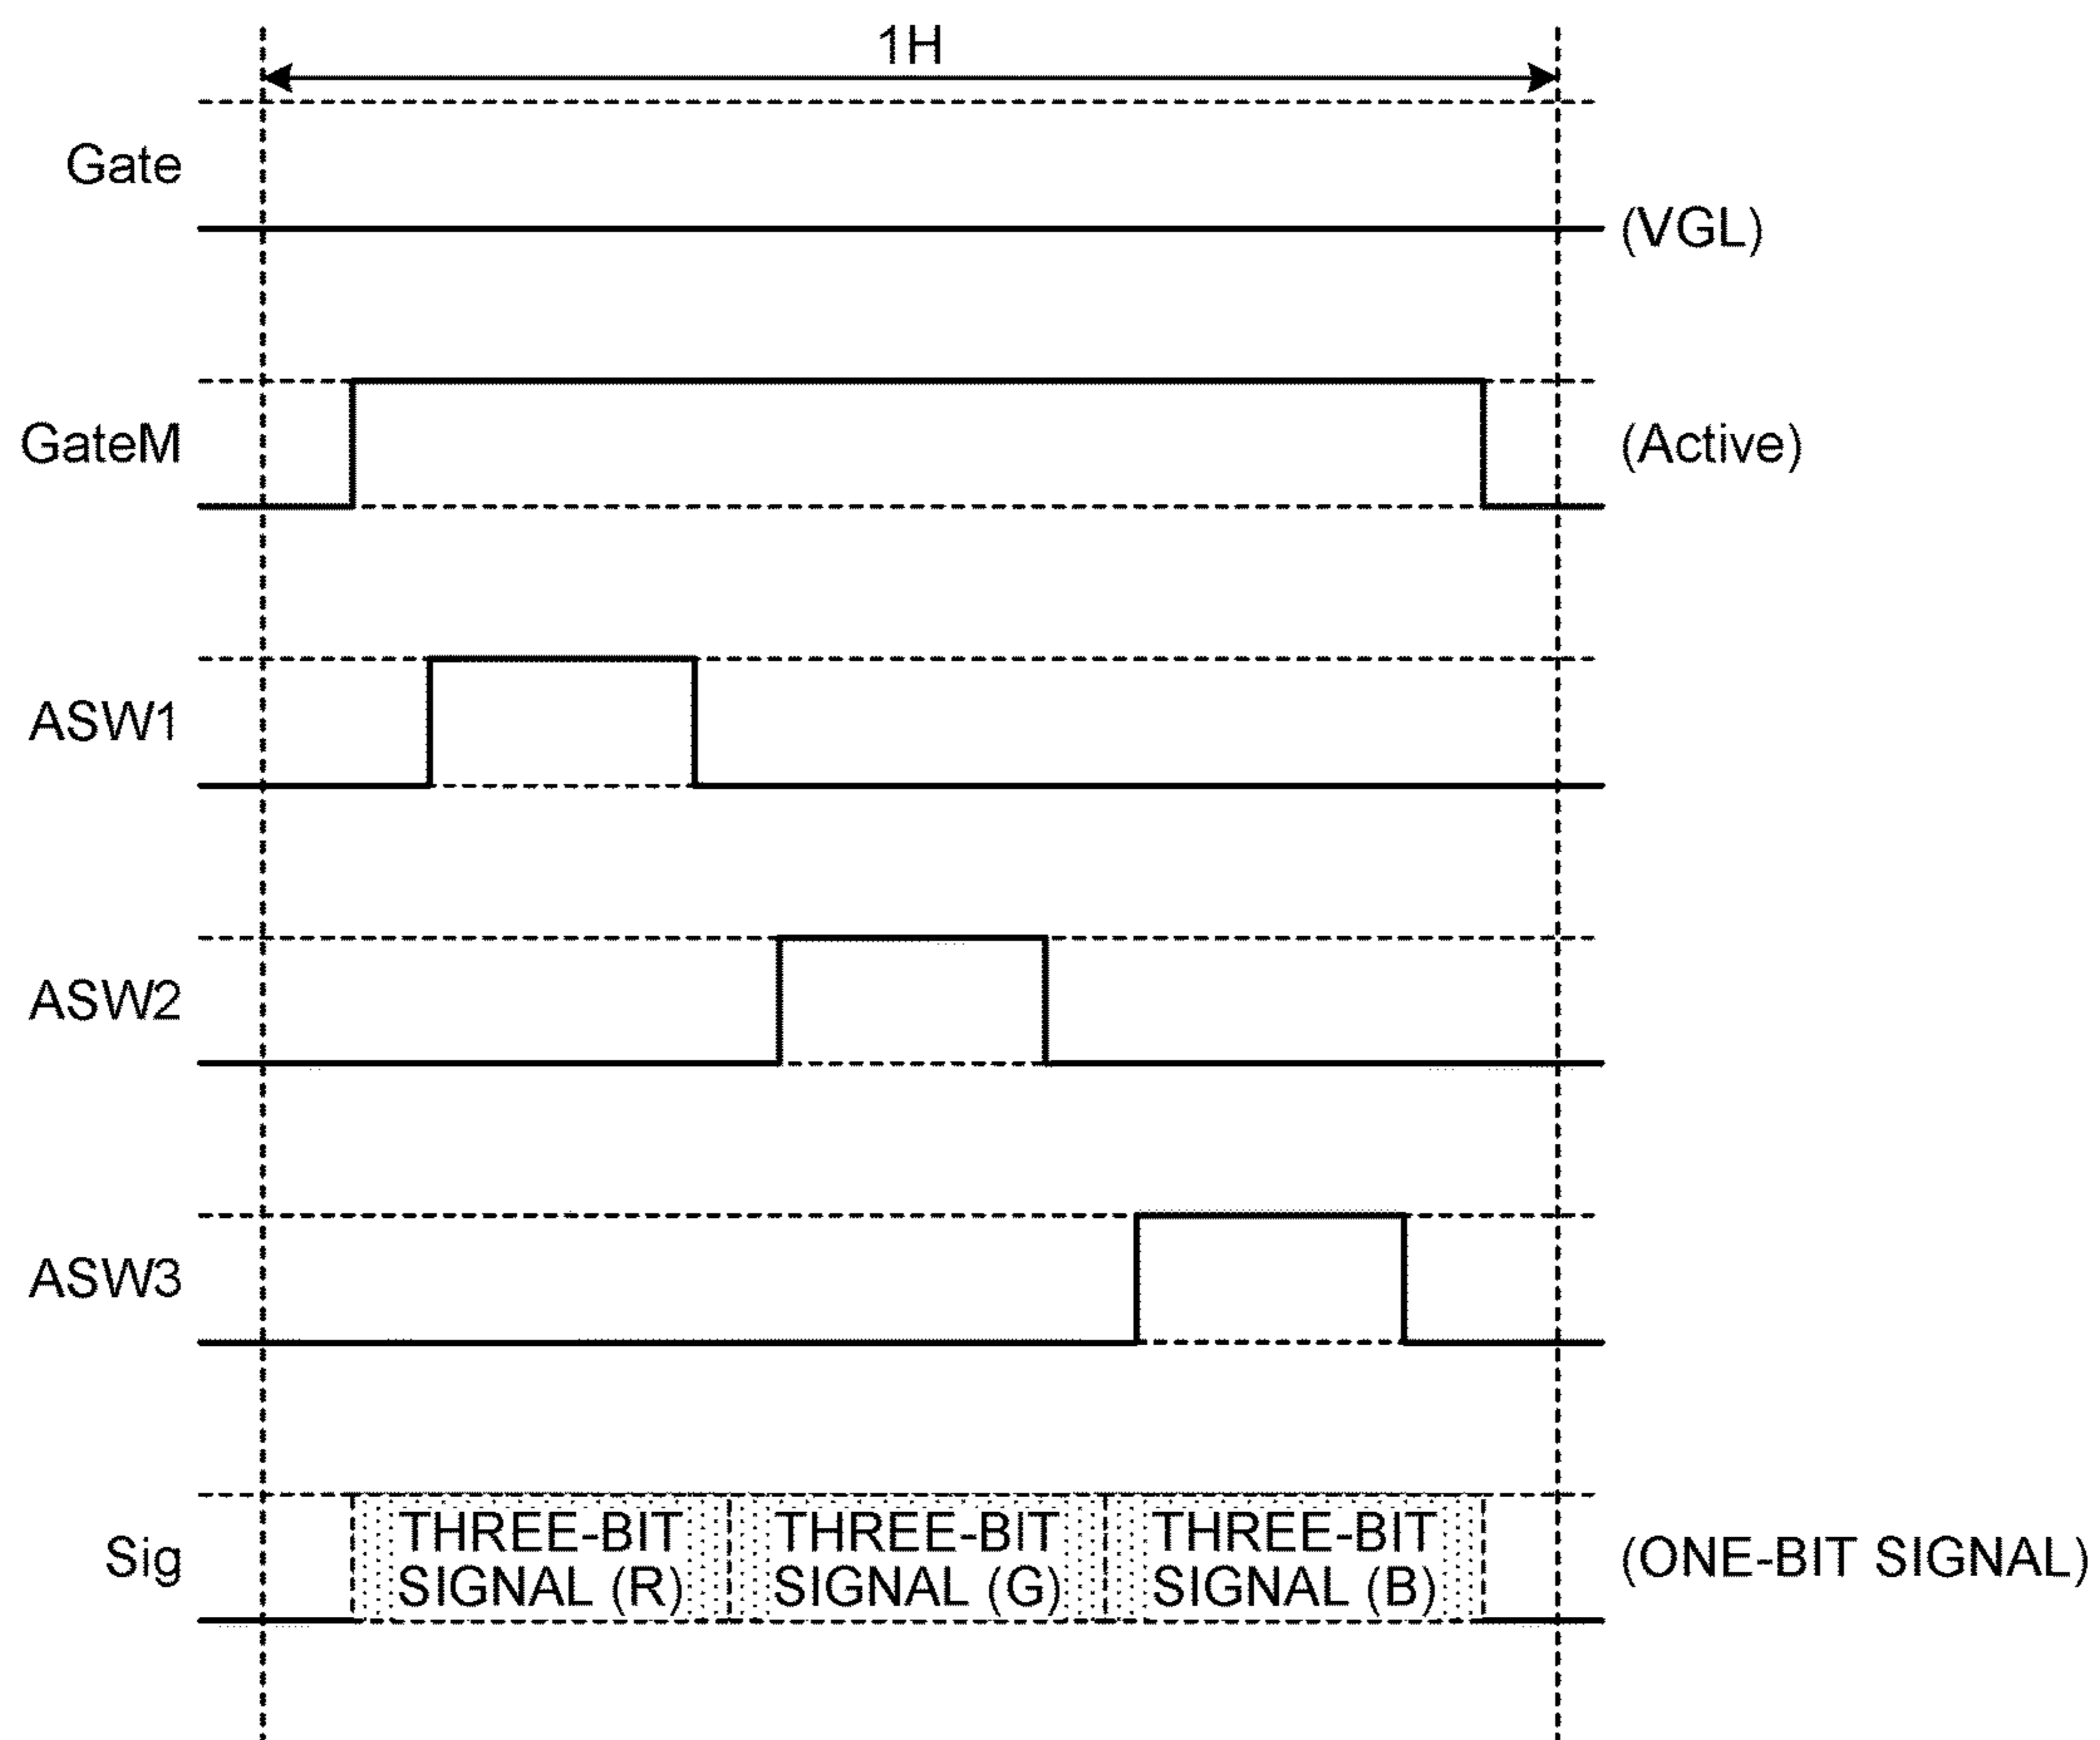 1H
Gate
(VGL)
GateM
(Active)
ASW1
ASW2
ASW3
Sig
THREE-BIT
SIGNAL (R)
THREE-BIT
SIGNAL (G)
THREE-BIT
SIGNAL (B)
(ONE-BIT SIGNAL)